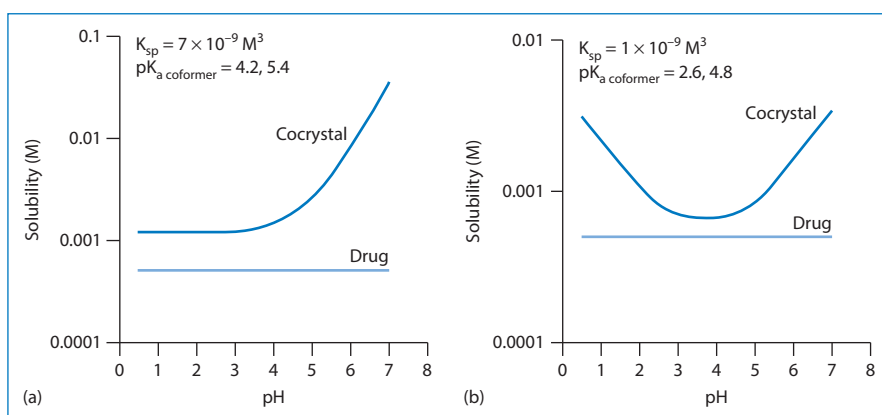 0.1
K_sp = 7 × 10⁻⁹ M³
pK_a coformer = 4.2, 5.4
0.01
Cocrystal
Solubility (M)
0.001
Drug
0.0001
0 1 2 3 4 5 6 7 8
(a)
pH
0.01
K_sp = 1 × 10⁻⁹ M³
pK_a coformer = 2.6, 4.8
Cocrystal
Solubility (M)
0.001
Drug
0.0001
0 1 2 3 4 5 6 7 8
(b)
pH